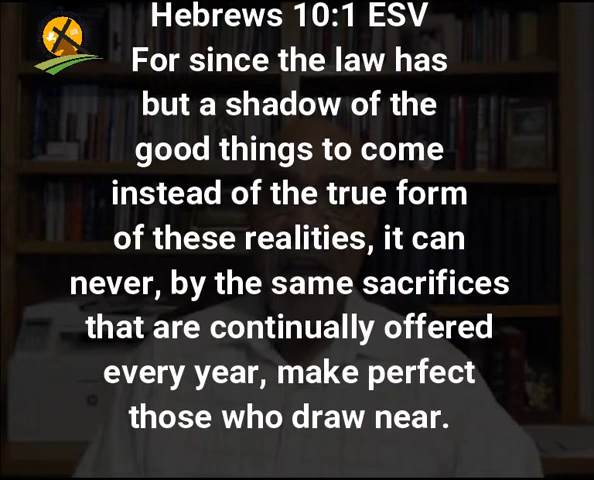 Hebrews 10:1 ESV
For since the law has
but a shadow of the
good things to come
instead of the true form
of these realities, it can
never, by the same sacrifices
that are continually offered
every year, make perfect
those who draw near.